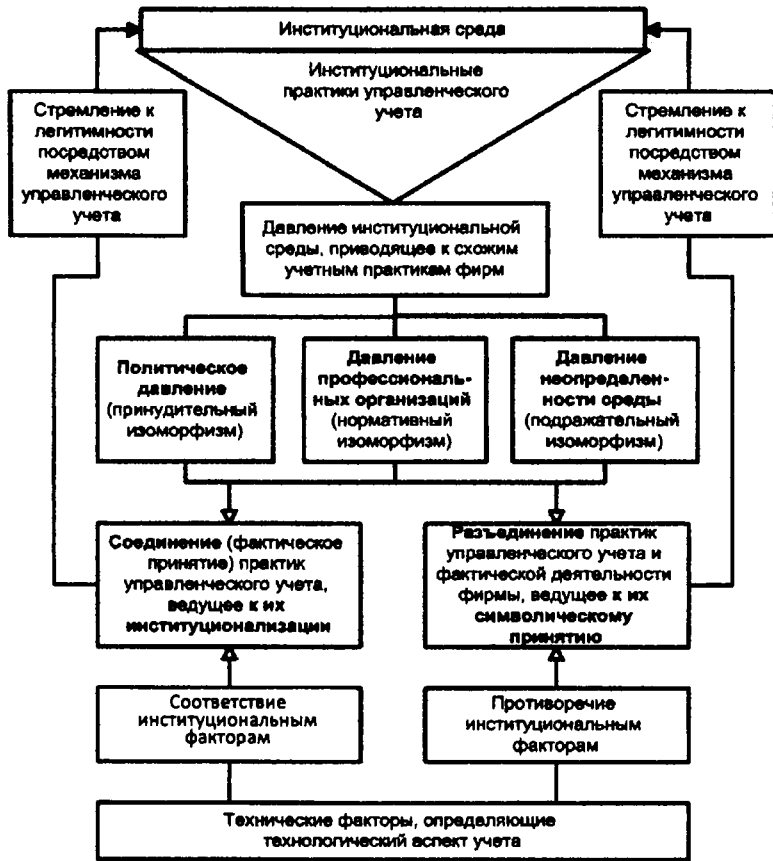 Институциональная среда
Институциональные
практики управленческого
учета
Стремление к
легитимности
посредством
механизма
управленческого
учета
Стремление к
легитимности
посредством
механизма
управленческого
учета
Давление институциональной
среды, приводящее к схожим
учетным практикам фирм
Политическое
давление
(принудительный
изоморфизм)
Давление
профессиональ-
ных организаций
(нормативный
изоморфизм)
Давление
неопределен-
ности среды
(подражательный
изоморфизм)
Соединение (фактическое
принятие) практик
управленческого учета,
ведущее к их
институционализации
Разъединение практик
управленческого учета и
фактической деятельности
фирмы, ведущее к их
символическому
принятию
Соответствие
институциональным
факторам
Противоречие
институциональным
факторам
Технические факторы, определяющие
технологический аспект учета